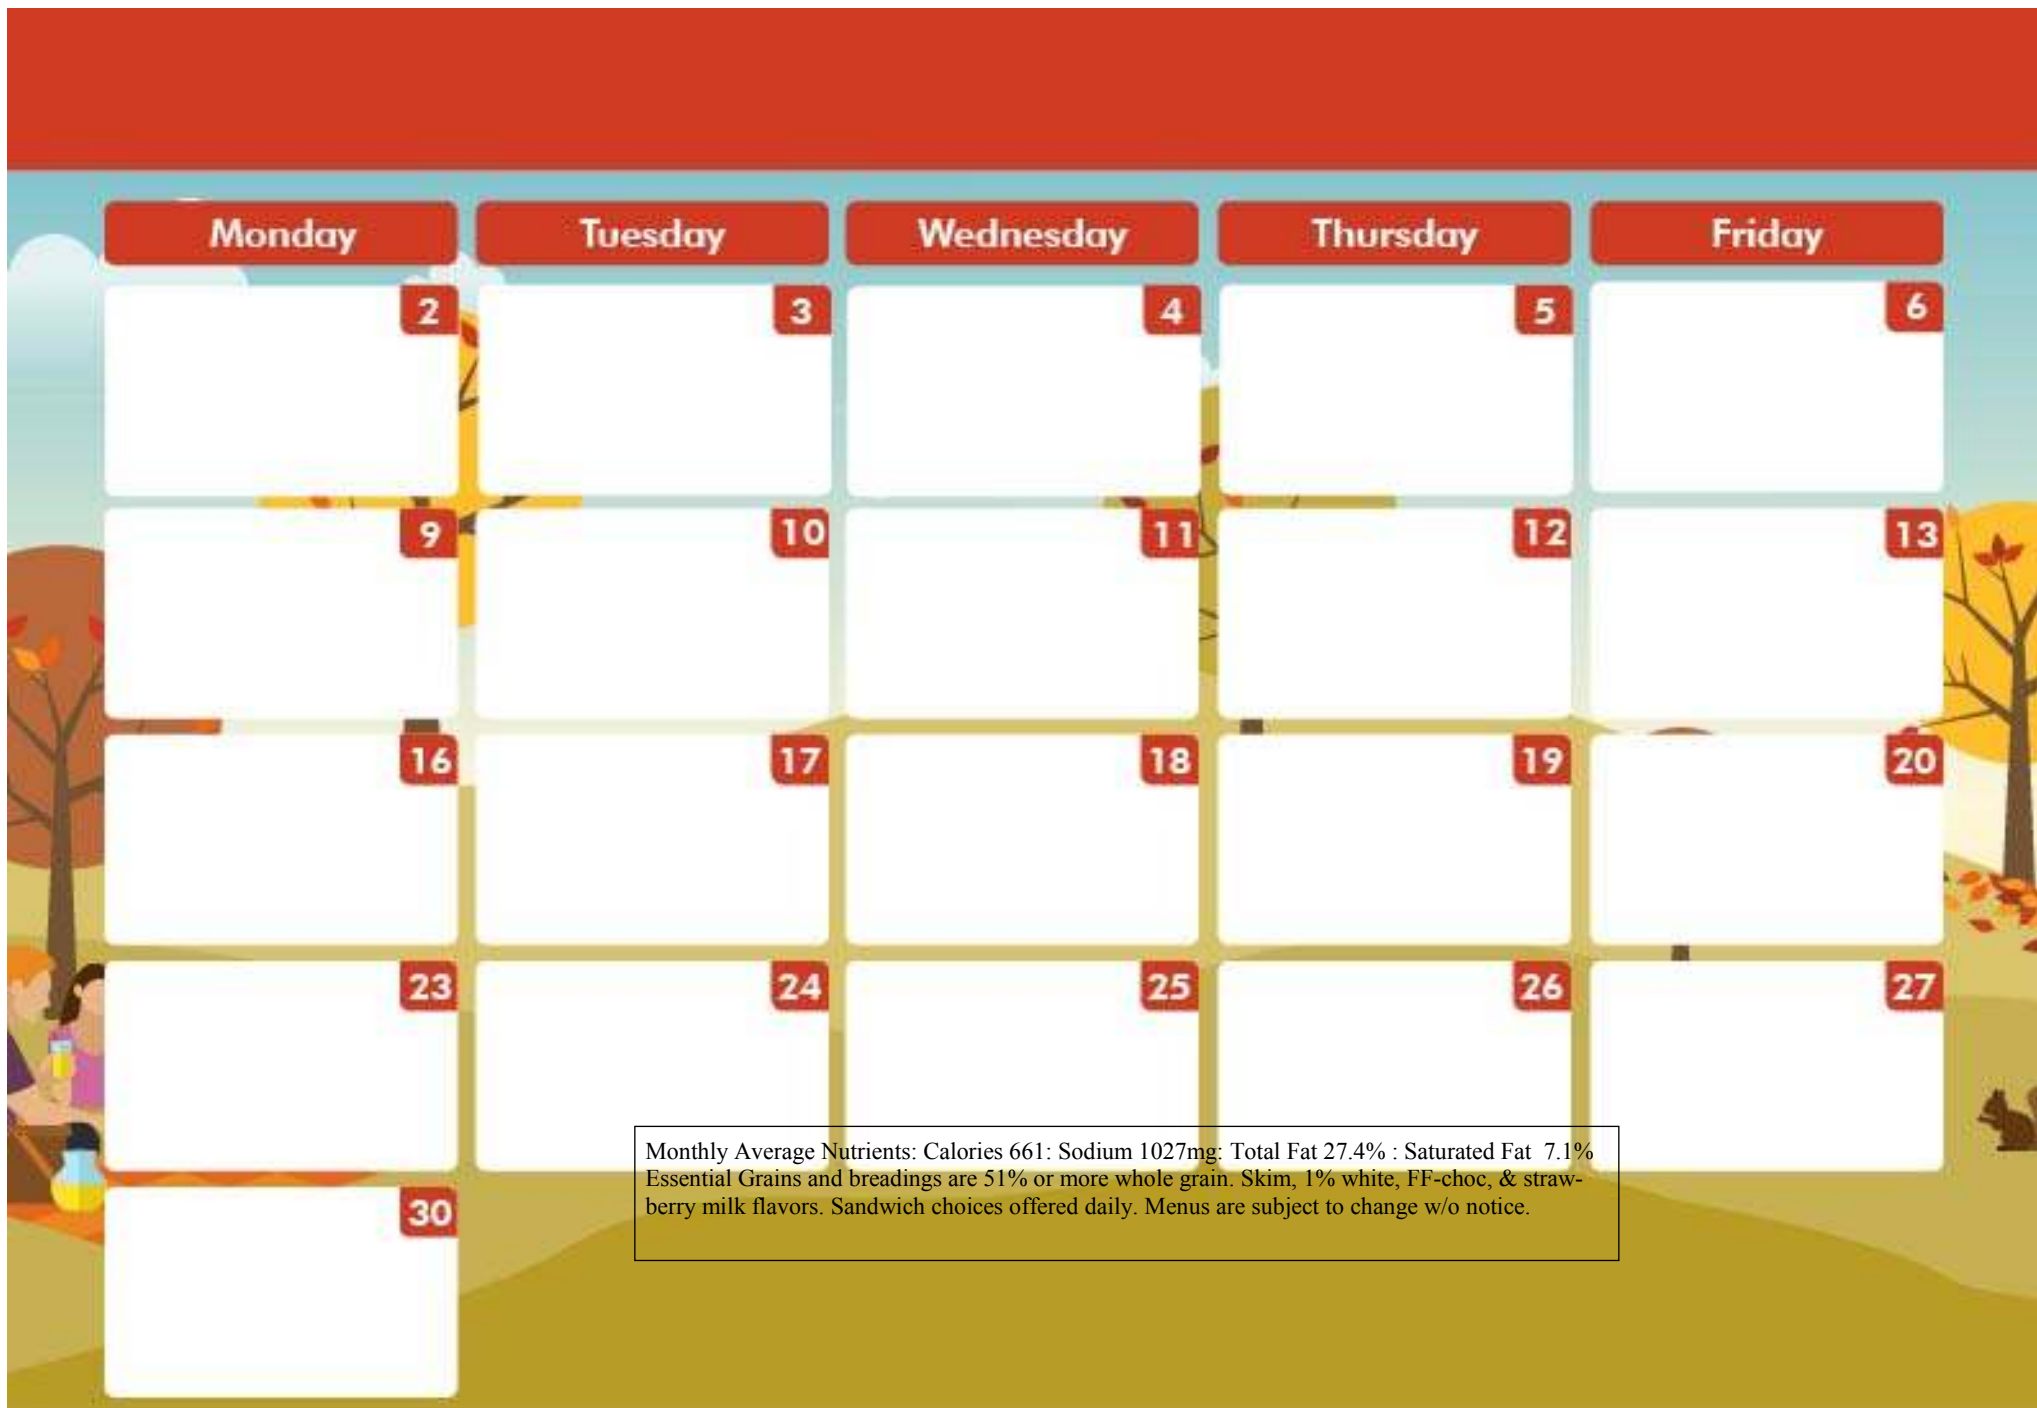 Monday Tuesday Wednesday Thursday Friday
2 3 4 5 6
9 10 11 12 13
16 17 18 19 20
23 24 25 26 27
Monthly Average Nutrients: Calories 661: Sodium 1027mg: Total Fat 27.4% : Saturated Fat 7.1%
Essential Grains and breadings are 51% or more whole grain. Skim, 1% white, FF-choc, & straw-
berry milk flavors. Sandwich choices offered daily. Menus are subject to change w/o notice.
30